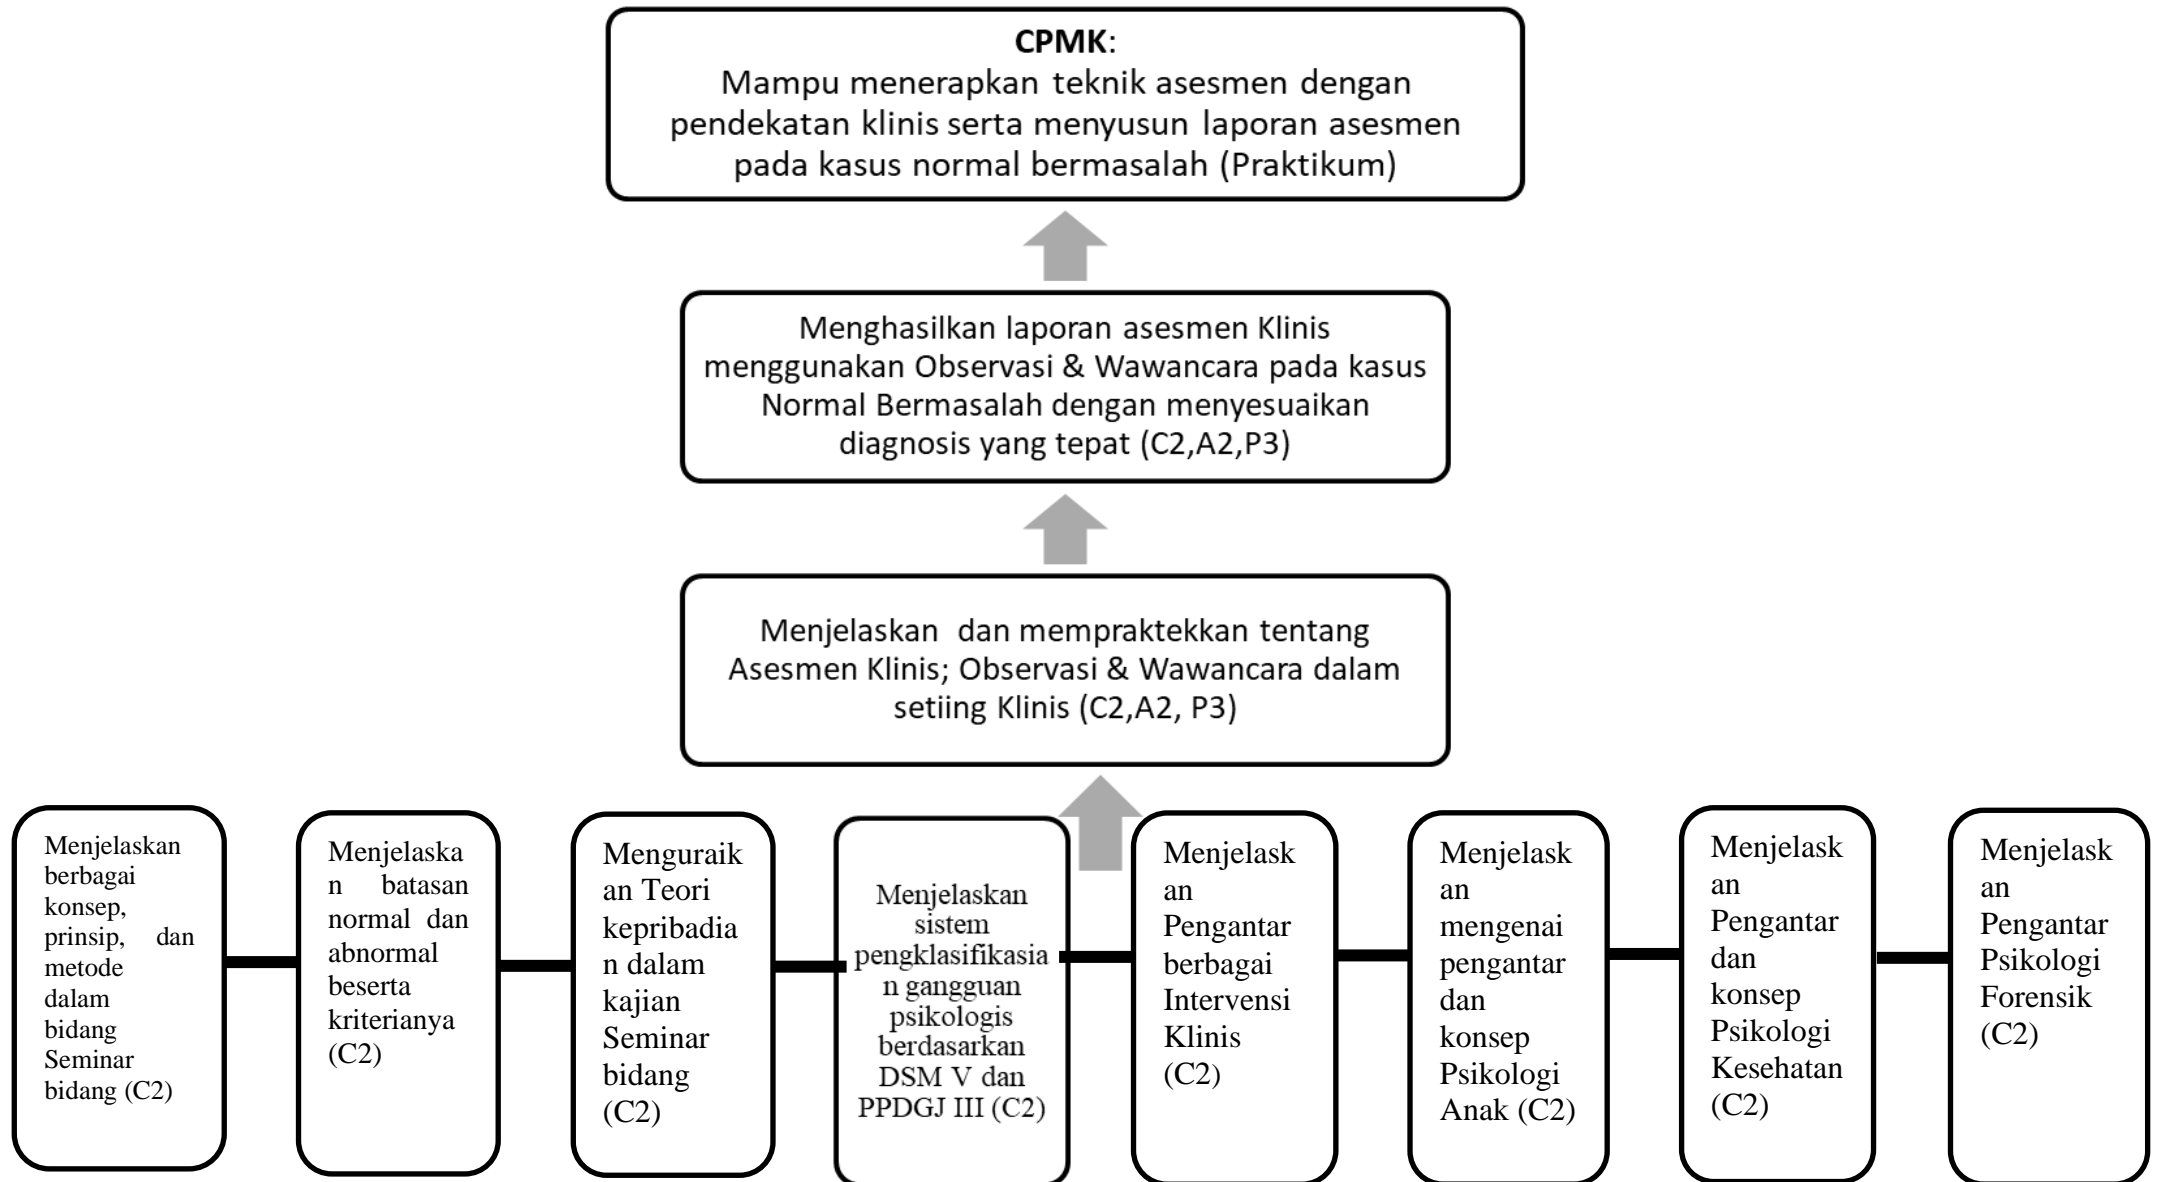 CPMK:
Mampu menerapkan teknik asesmen dengan
pendekatan klinis serta menyusun laporan asesmen
pada kasus normal bermasalah (Praktikum)
Menghasilkan laporan asesmen Klinis
menggunakan Observasi & Wawancara pada kasus
Normal Bermasalah dengan menyesuaikan
diagnosis yang tepat (C2,A2,P3)
Menjelaskan dan mempraktekkan tentang
Asesmen Klinis; Observasi & Wawancara dalam
setiing Klinis (C2,A2, P3)
Menjelaskan
berbagai
konsep,
prinsip, dan
metode
dalam
bidang
Seminar
bidang (C2)
Menjelaska
n batasan
normal dan
abnormal
beserta
kriterianya
(C2)
Menguraik
an Teori
kepribadia
n dalam
kajian
Seminar
bidang
(C2)
Menjelaskan
sistem
pengklasifikasia
n gangguan
psikologis
berdasarkan
DSM V dan
PPDGJ III (C2)
Menjelask
an
Pengantar
berbagai
Intervensi
Klinis
(C2)
Menjelask
an
mengenai
pengantar
dan
konsep
Psikologi
Anak (C2)
Menjelask
an
Pengantar
dan
konsep
Psikologi
Kesehatan
(C2)
Menjelask
an
Pengantar
Psikologi
Forensik
(C2)